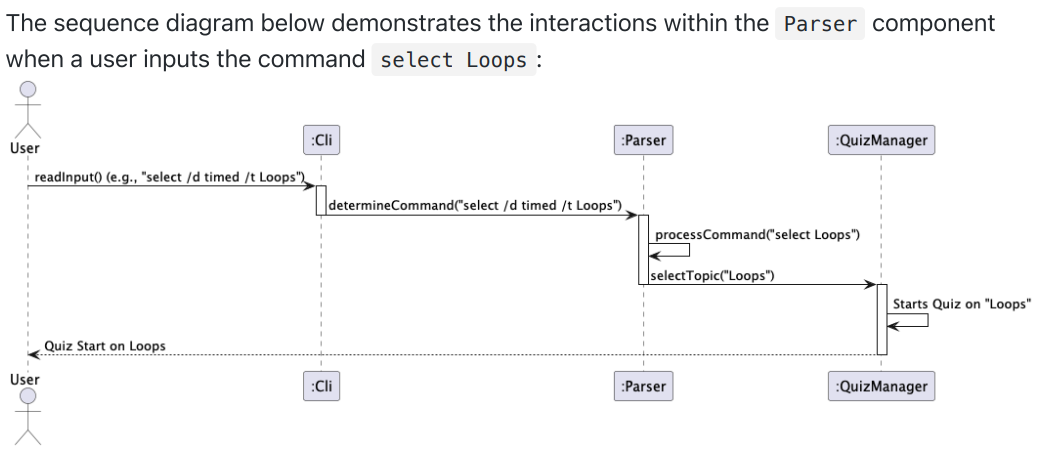 The sequence diagram below demonstrates the interactions within the Parser component
when a user inputs the command select Loops :
User
:Cli
:Parser
:QuizManager
readInput() (e.g., "select /d timed /t Loops")
determineCommand("select /d timed /t Loops")
processCommand("select Loops")
selectTopic("Loops")
Starts Quiz on "Loops"
Quiz Start on Loops
User
:Cli
:Parser
:QuizManager